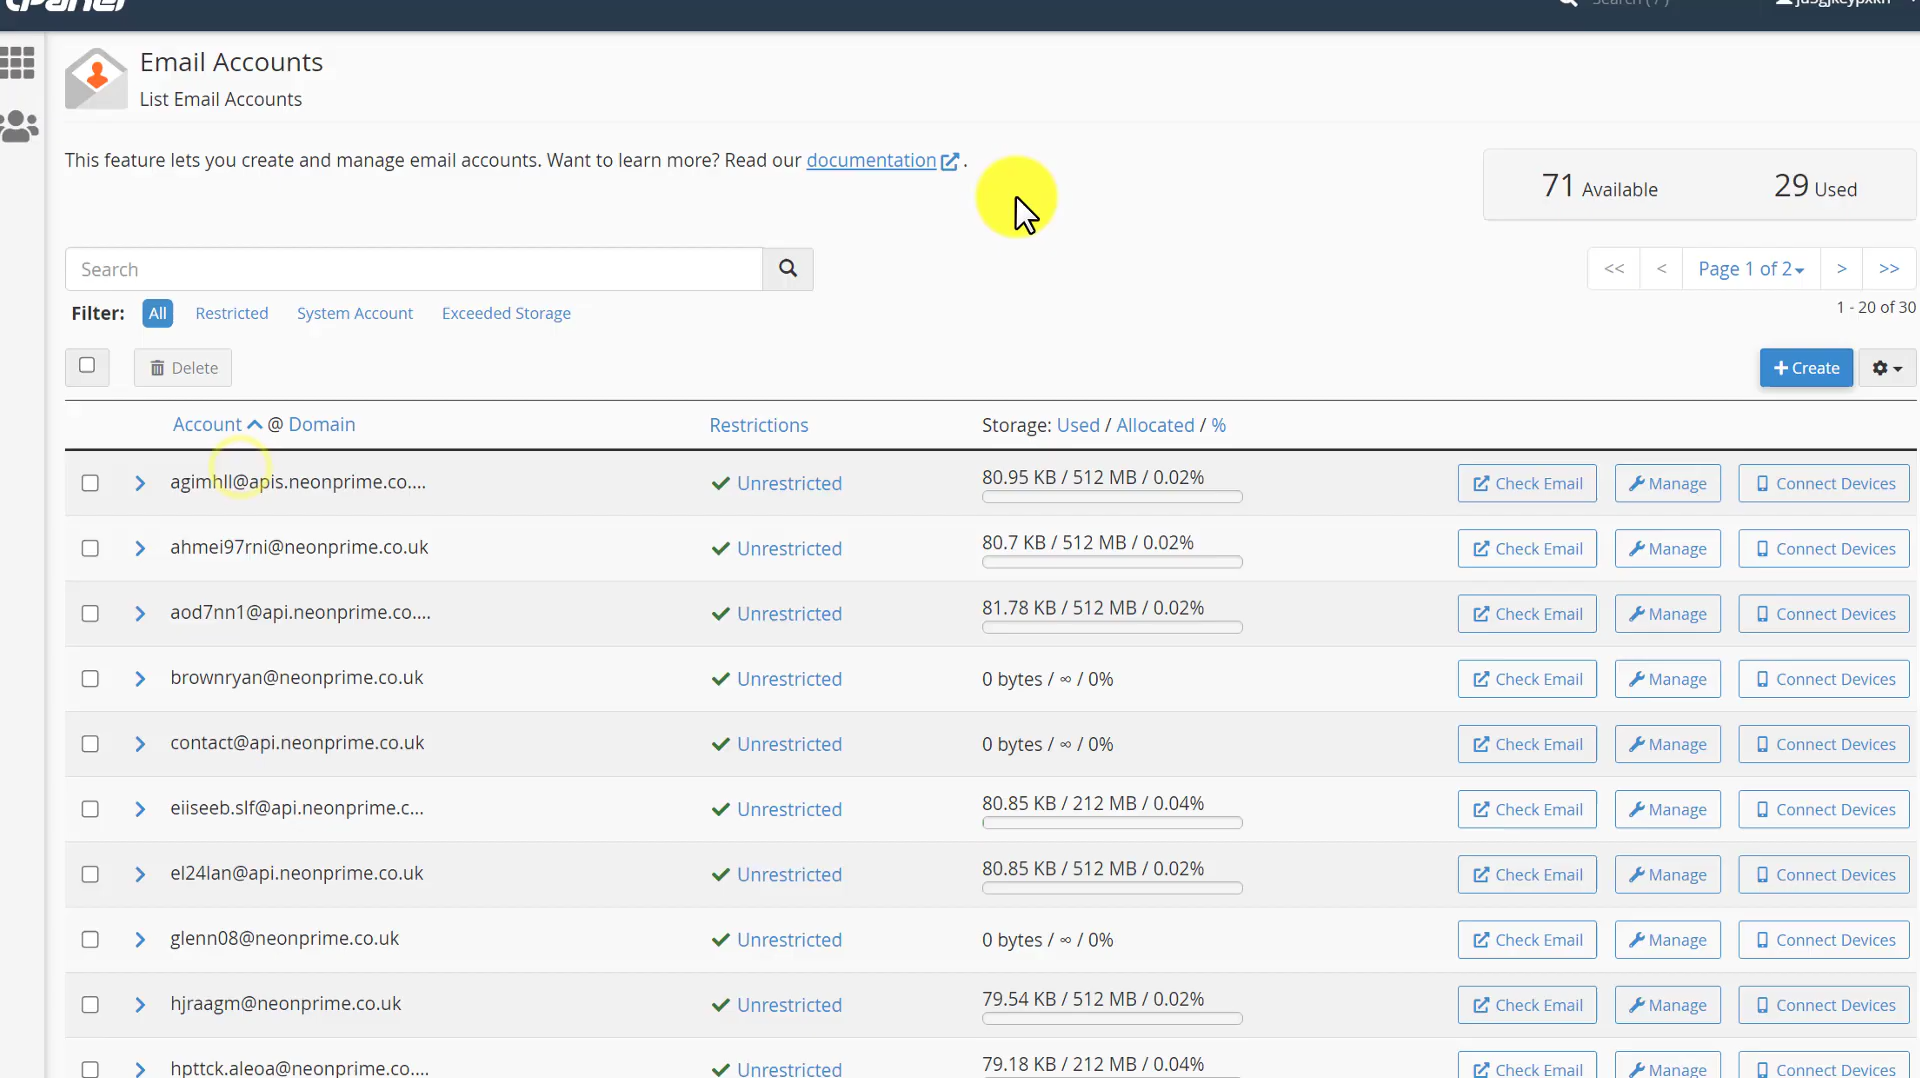 cPanel
Search ( / )
Email Accounts
List Email Accounts
This feature lets you create and manage email accounts. Want to learn more? Read our documentation .
71 Available 29 Used
Search
<< < Page 1 of 2 > >>
Filter: All Restricted System Account Exceeded Storage
1 - 20 of 30
Delete
Create
Account @ Domain Restrictions Storage: Used / Allocated / %
agimhll@apis.neonprime.co.... Unrestricted 80.95 KB / 512 MB / 0.02% Check Email Manage Connect Devices
ahmei97rni@neonprime.co.uk Unrestricted 80.7 KB / 512 MB / 0.02% Check Email Manage Connect Devices
aod7nn1@api.neonprime.co.... Unrestricted 81.78 KB / 512 MB / 0.02% Check Email Manage Connect Devices
brownryan@neonprime.co.uk Unrestricted 0 bytes / ∞ / 0% Check Email Manage Connect Devices
contact@api.neonprime.co.uk Unrestricted 0 bytes / ∞ / 0% Check Email Manage Connect Devices
eiiseeb.slf@api.neonprime.c... Unrestricted 80.85 KB / 212 MB / 0.04% Check Email Manage Connect Devices
el24lan@api.neonprime.co.uk Unrestricted 80.85 KB / 512 MB / 0.02% Check Email Manage Connect Devices
glenn08@neonprime.co.uk Unrestricted 0 bytes / ∞ / 0% Check Email Manage Connect Devices
hjraagm@neonprime.co.uk Unrestricted 79.54 KB / 512 MB / 0.02% Check Email Manage Connect Devices
hpttck.aleoa@neonprime.co.... Unrestricted 79.18 KB / 212 MB / 0.04% Check Email Manage Connect Devices